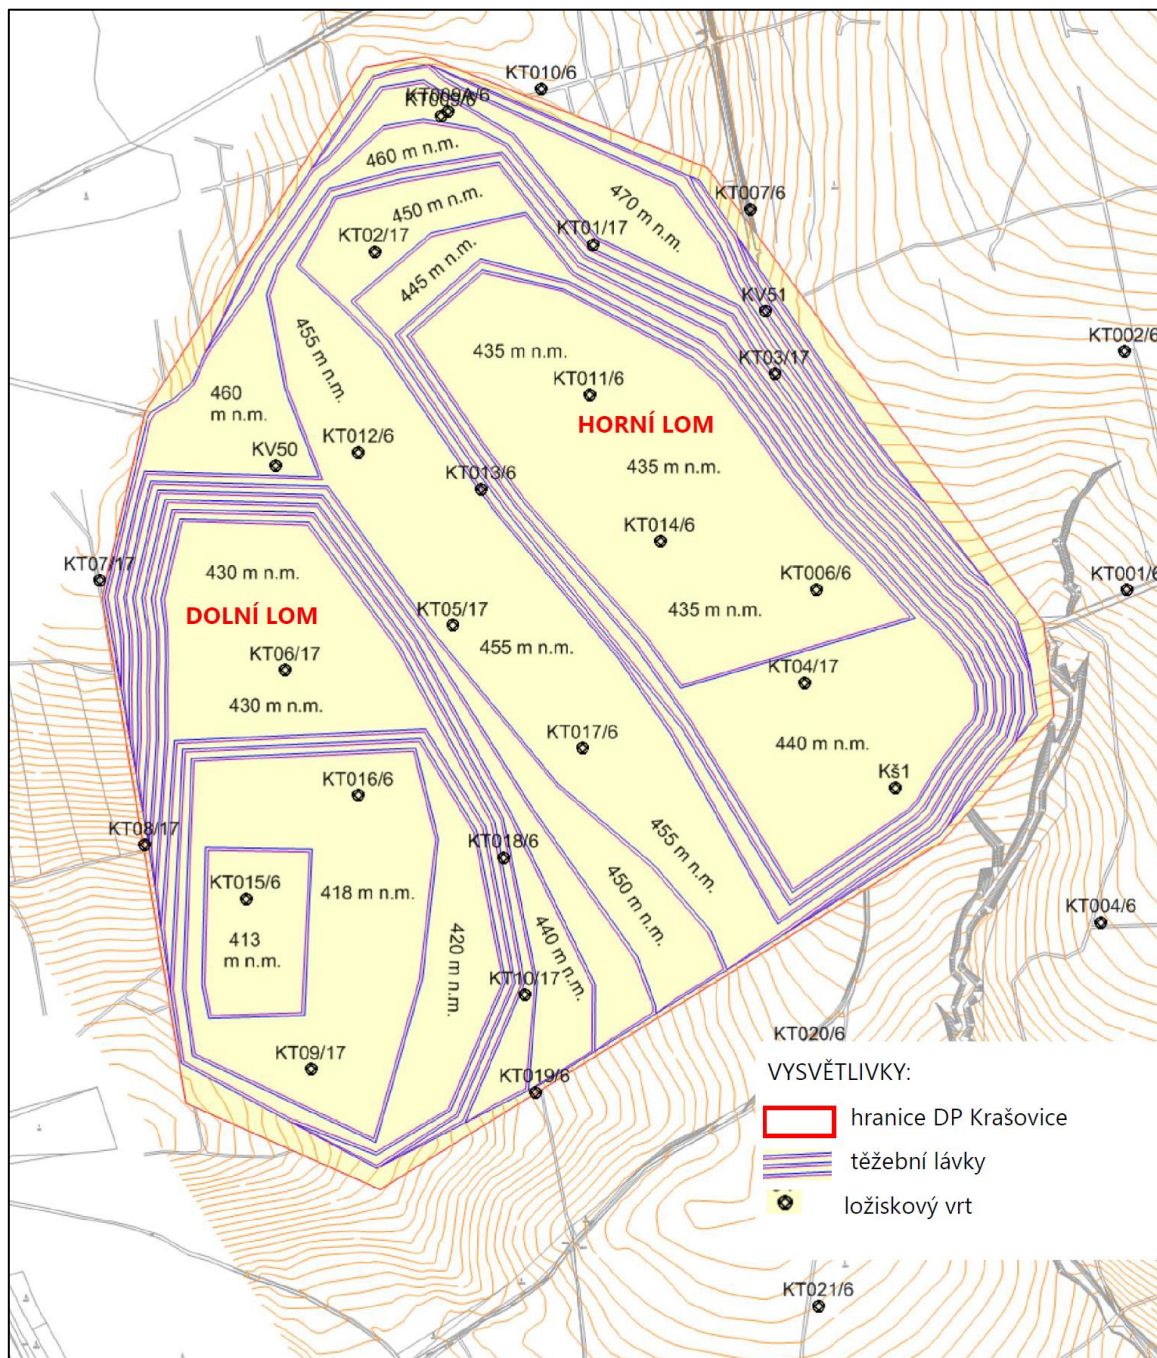 KT010/6
KT009A/6
KT009/6
460 m n.m.
KT007/6
450 m n.m.
470 m n.m.
KT01/17
KT02/17
445 m n.m.
KV51
KT002/6
455 m n.m.
435 m n.m.
KT03/17
KT011/6
460
m n.m.
HORNÍ LOM
KT012/6
KV50
KT013/6
435 m n.m.
KT014/6
KT07/17
430 m n.m.
KT006/6
KT001/6
DOLNÍ LOM
KT05/17
435 m n.m.
455 m n.m.
KT06/17
KT04/17
430 m n.m.
KT017/6
440 m n.m.
KT016/6
Kš1
KT08/17
KT018/6
455 m n.m.
KT015/6
418 m n.m.
450 m n.m.
KT004/6
413
m n.m.
420 m n.m.
440 m n.m.
KT10/17
KT020/6
KT09/17
KT019/6
VYSVĚTLIVKY:
hranice DP Krašovice
těžební lávky
ložiskový vrt
KT021/6